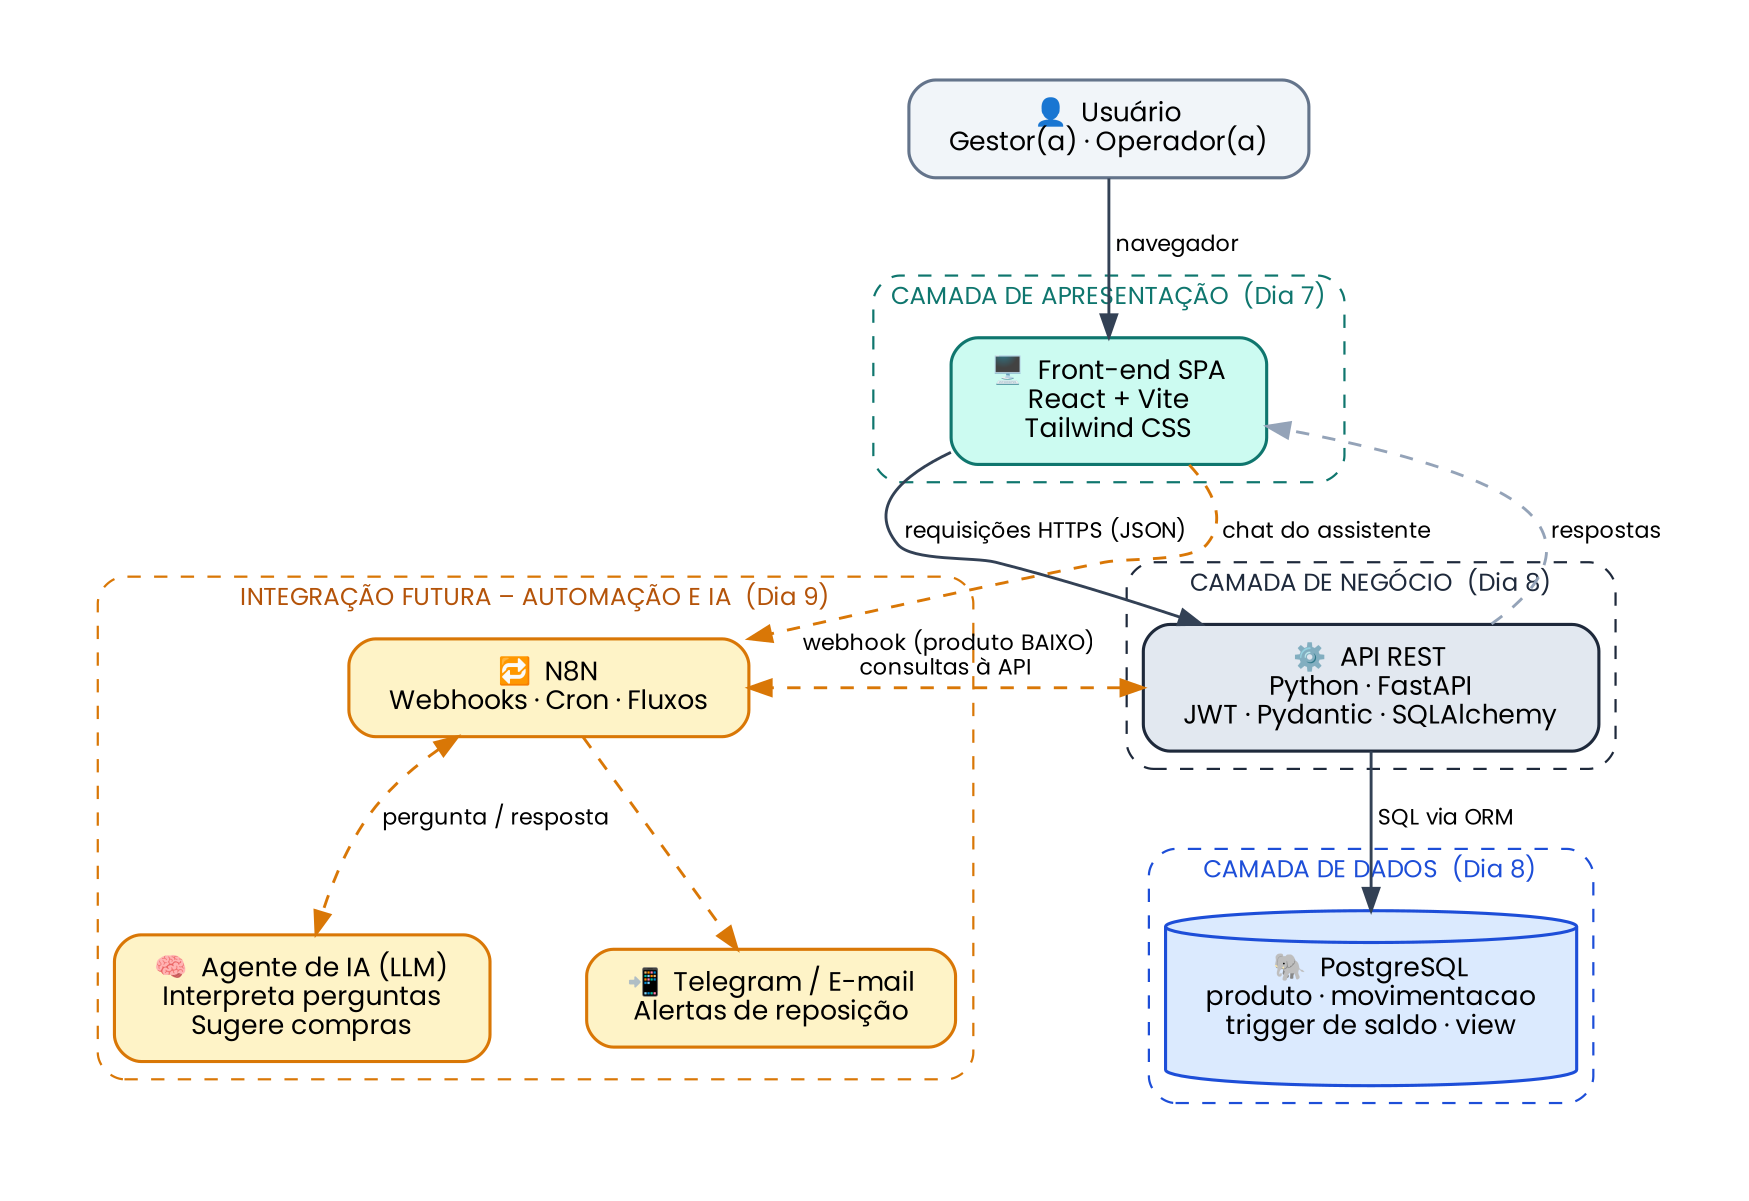 👤 Usuário
Gestor(a) · Operador(a)
navegador
CAMADA DE APRESENTAÇÃO (Dia 7)
🖥️ Front-end SPA
React + Vite
Tailwind CSS
requisições HTTPS (JSON)
chat do assistente
respostas
INTEGRAÇÃO FUTURA – AUTOMAÇÃO E IA (Dia 9)
CAMADA DE NEGÓCIO (Dia 8)
webhook (produto BAIXO)
consultas à API
🔁 N8N
Webhooks · Cron · Fluxos
⚙️ API REST
Python · FastAPI
JWT · Pydantic · SQLAlchemy
pergunta / resposta
SQL via ORM
CAMADA DE DADOS (Dia 8)
🧠 Agente de IA (LLM)
Interpreta perguntas
Sugere compras
📲 Telegram / E-mail
Alertas de reposição
🐘 PostgreSQL
produto · movimentacao
trigger de saldo · view